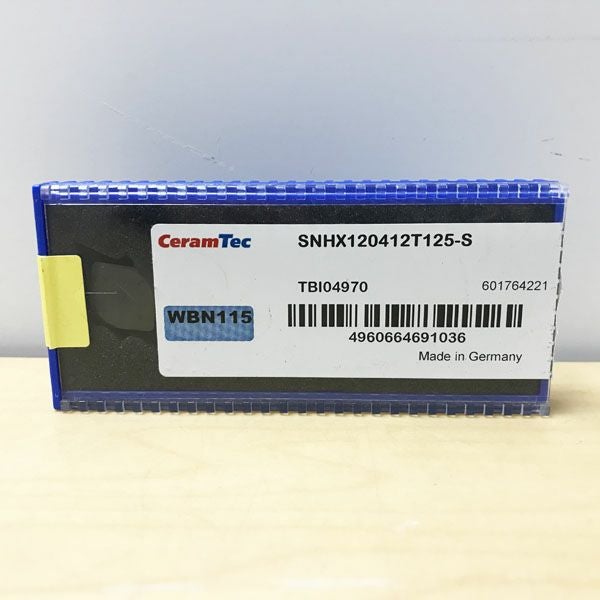 CeramTec
SNHX120412T125-S
TBI04970
601764221
WBN115
4960664691036
Made in Germany